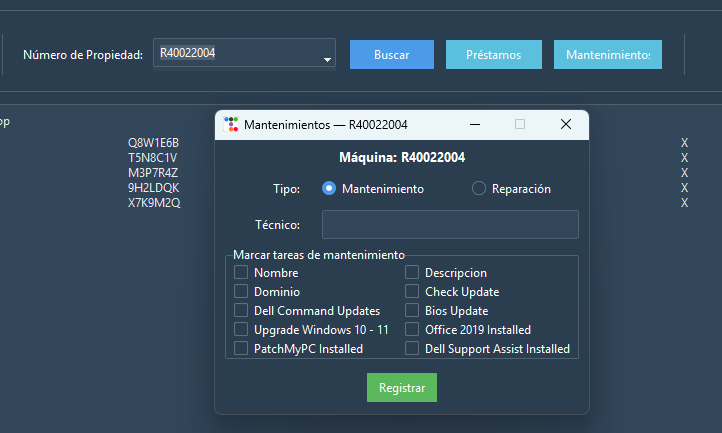 Número de Propiedad: R40022004 Buscar Préstamos Mantenimientos
op
Mantenimientos — R40022004
Máquina: R40022004
Q8W1E6B X
T5N8C1V X
M3P7R4Z X
9H2LDQK X
X7K9M2Q X
Tipo: Mantenimiento Reparación
Técnico:
Marcar tareas de mantenimiento
Nombre Descripcion
Dominio Check Update
Dell Command Updates Bios Update
Upgrade Windows 10 - 11 Office 2019 Installed
PatchMyPC Installed Dell Support Assist Installed
Registrar